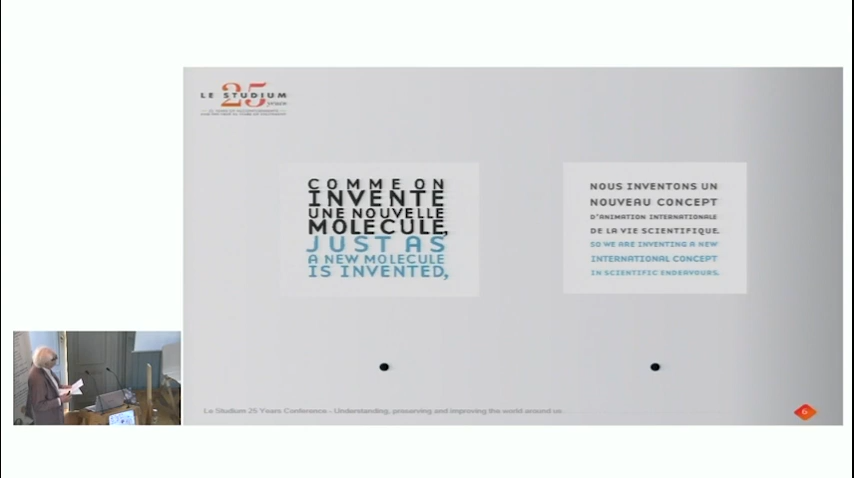 LE STUDIUM
25
years
COMME ON
INVENTE
UNE NOUVELLE
MOLECULE,
JUST AS
A NEW MOLECULE
IS INVENTED,
NOUS INVENTONS UN
NOUVEAU CONCEPT
D'ANIMATION INTERNATIONALE
DE LA VIE SCIENTIFIQUE.
SO WE ARE INVENTING A NEW
INTERNATIONAL CONCEPT
IN SCIENTIFIC ENDEAVOURS.
Le Studium 25 Years Conference - Understanding, preserving and improving the world around us
6